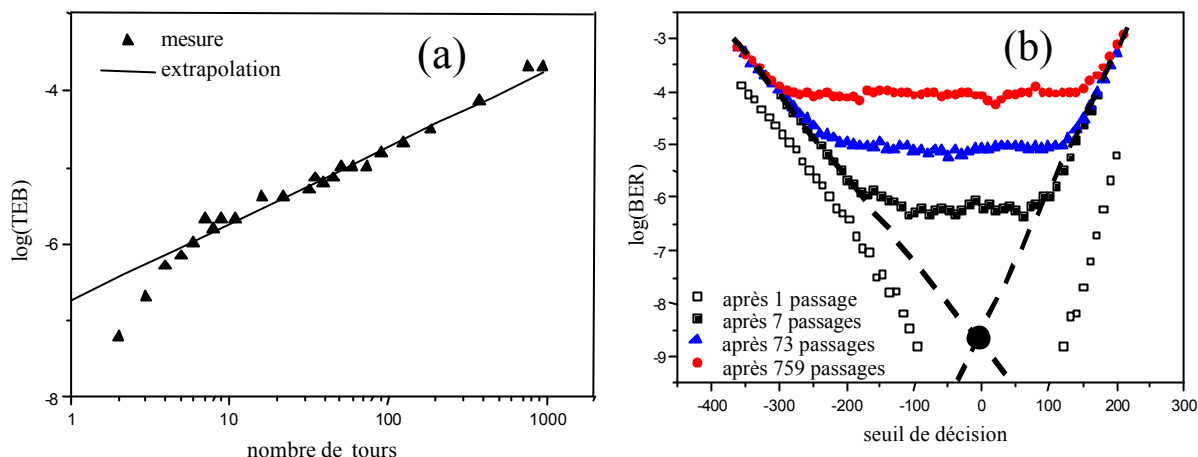 (a)
mesure
extrapolation
log(TEB)
-4
-6
-8
1 10 100 1000
nombre de tours
(b)
log(BER)
-3
-4
-5
-6
-7
-8
-9
après 1 passage
après 7 passages
après 73 passages
après 759 passages
-400 -300 -200 -100 0 100 200 300
seuil de décision